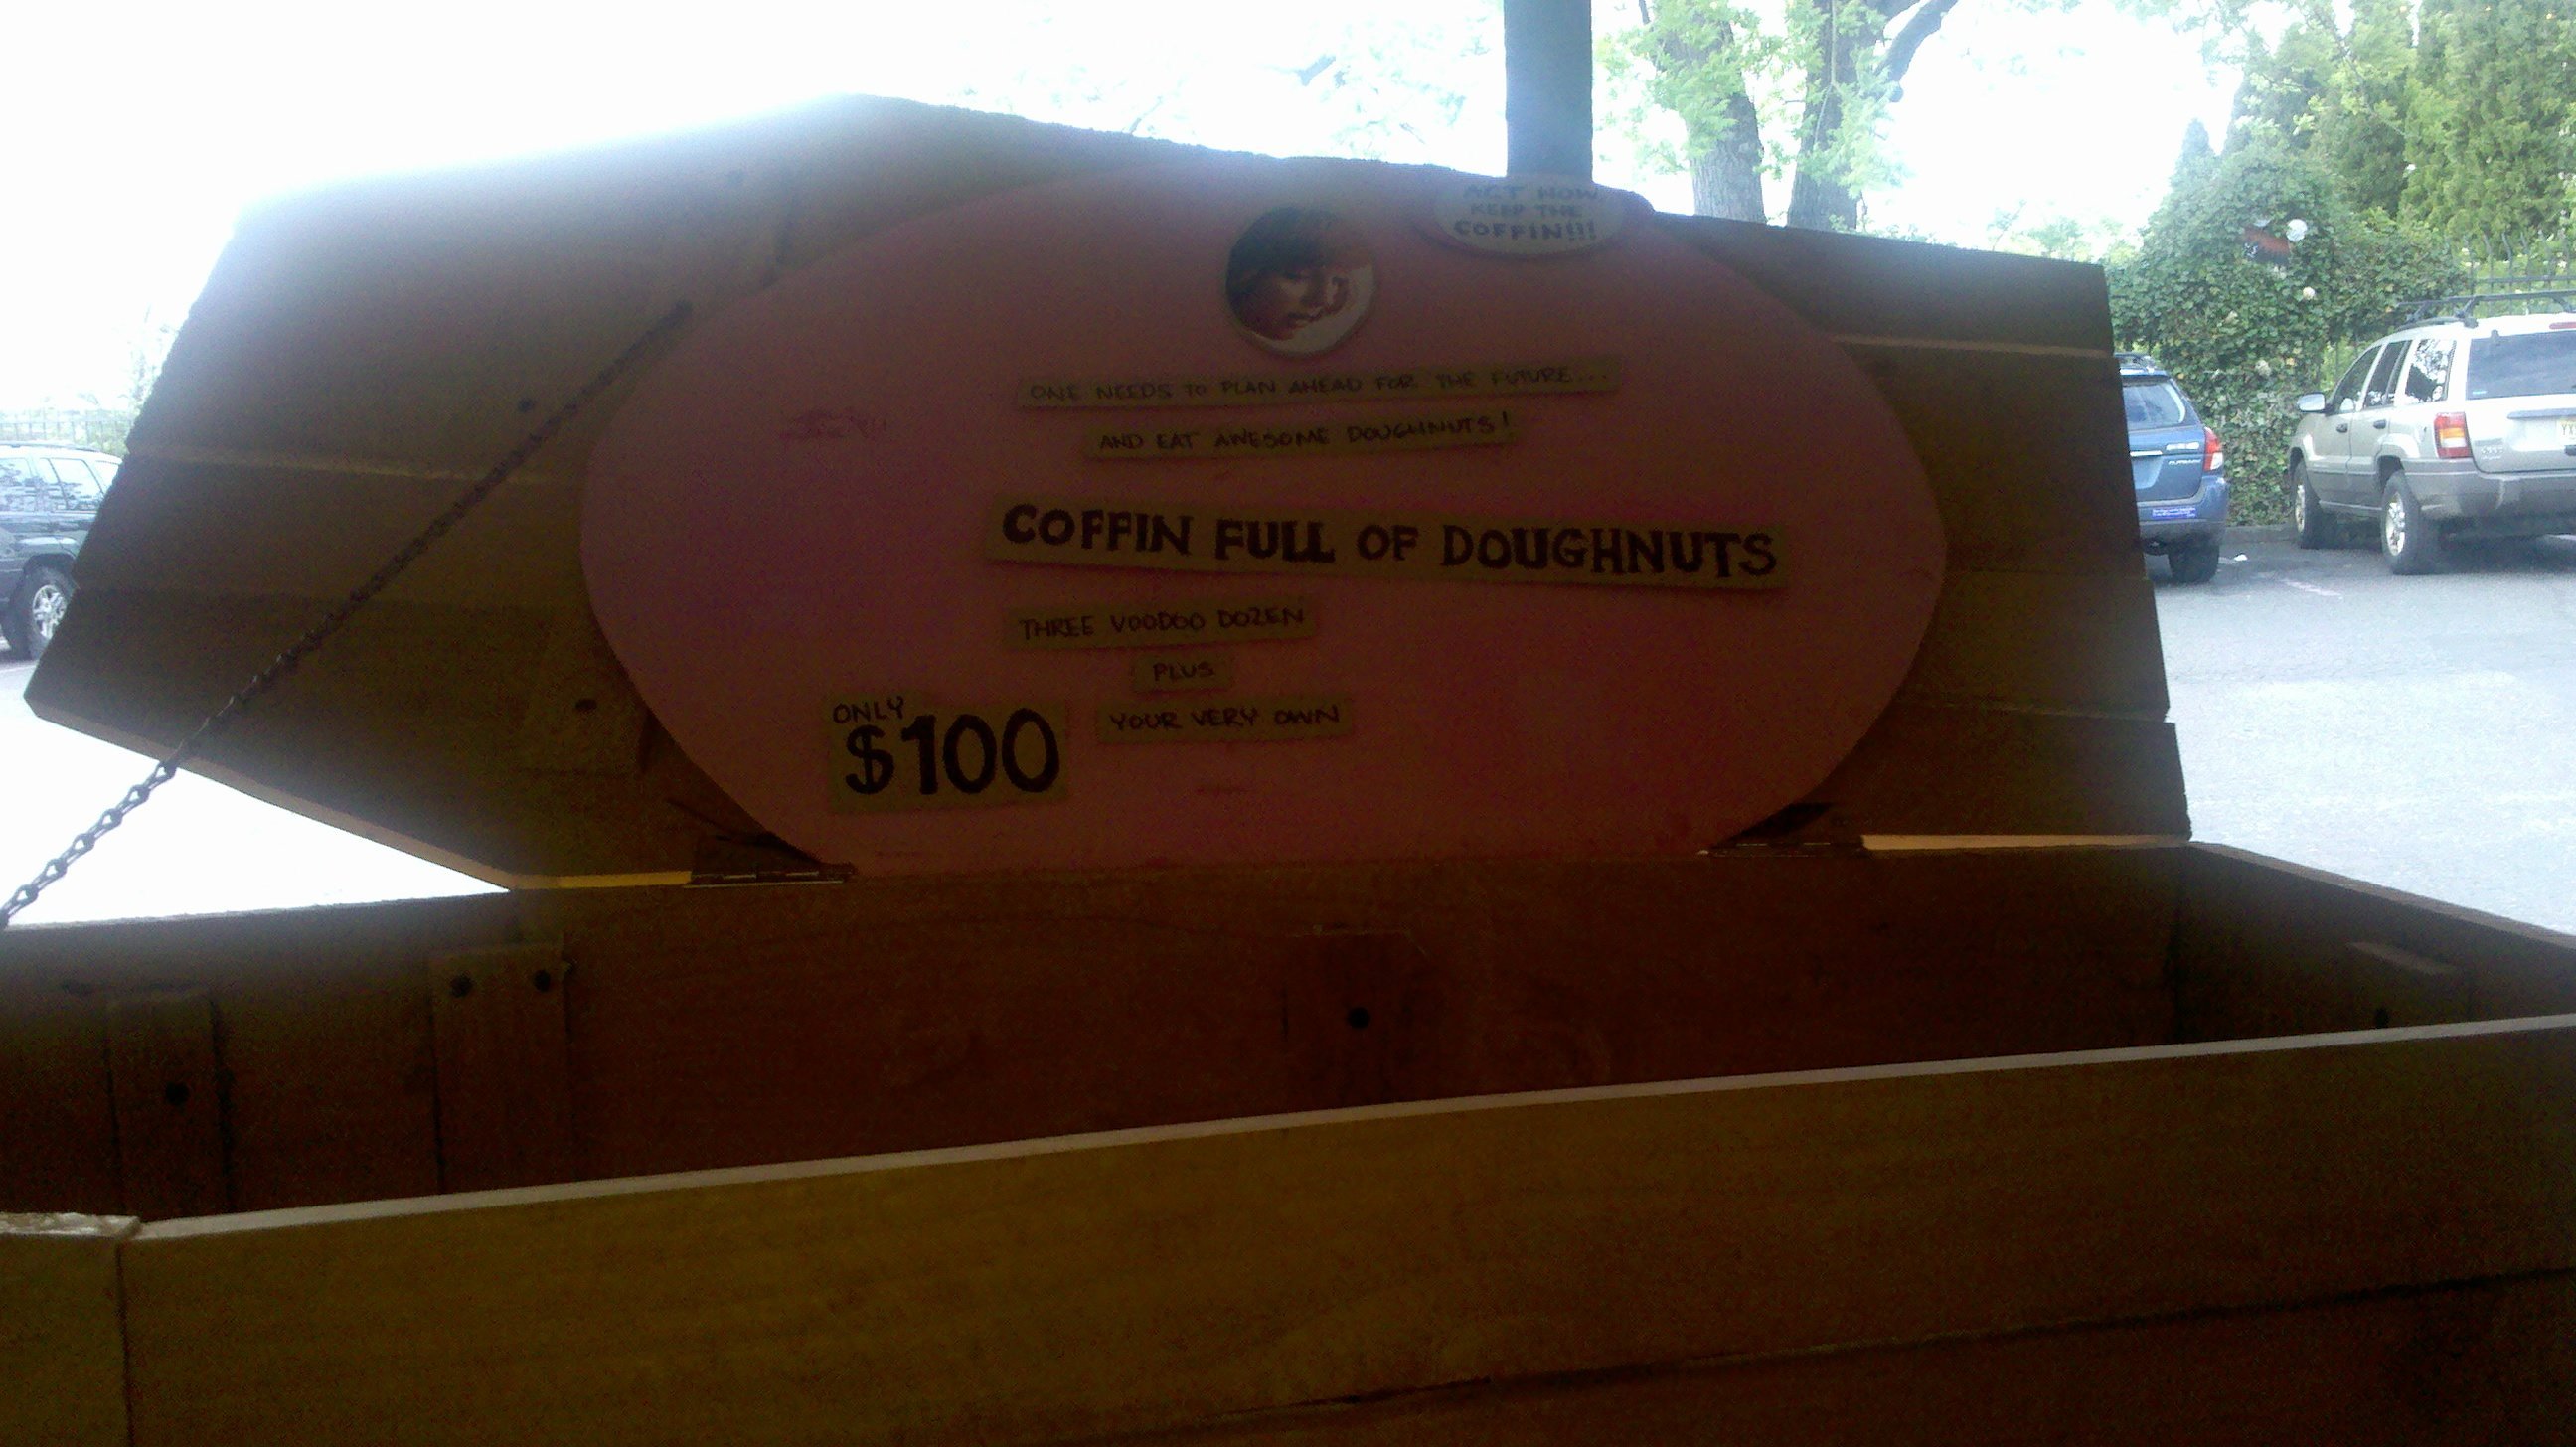 ACT NOW
KEEP THE
COFFIN!!!
ONE NEEDS TO PLAN AHEAD FOR THE FUTURE...
AND EAT AWESOME DOUGHNUTS!
COFFIN FULL OF DOUGHNUTS
THREE VOODOO DOZEN
PLUS
YOUR VERY OWN
ONLY
$100